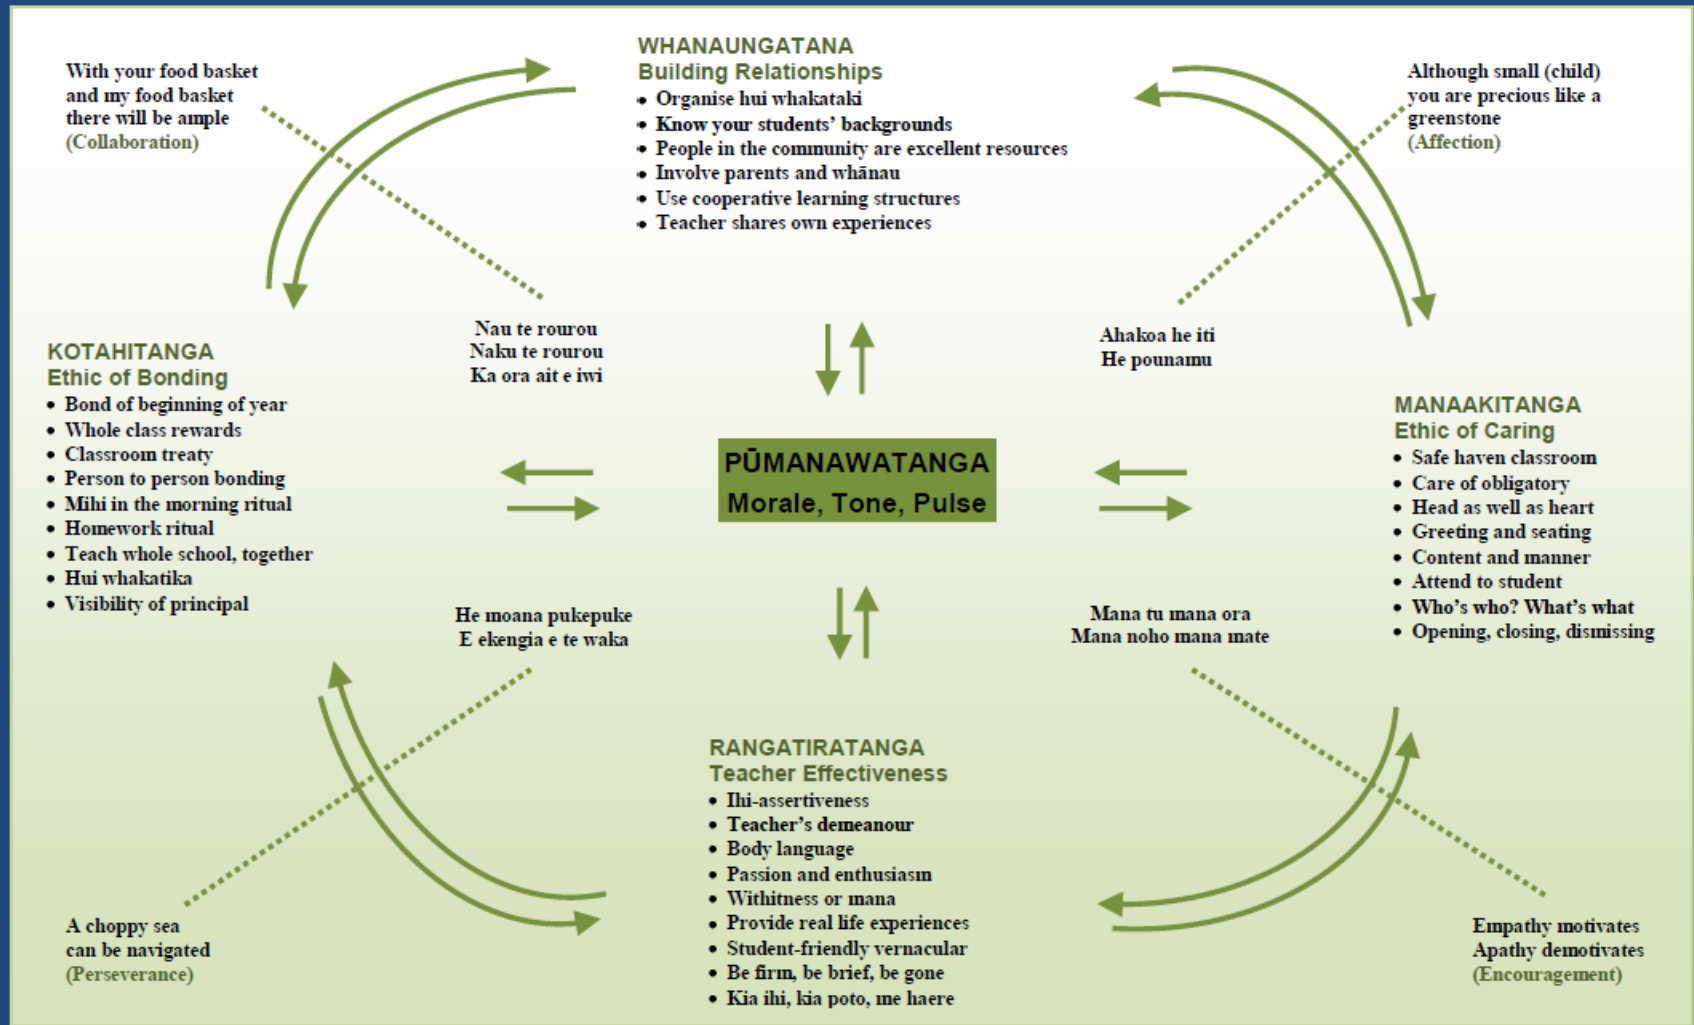 With your food basket
and my food basket
there will be ample
(Collaboration)
WHANAUNGATANA
Building Relationships
• Organise hui whakataki
• Know your students' backgrounds
• People in the community are excellent resources
• Involve parents and whānau
• Use cooperative learning structures
• Teacher shares own experiences
Although small (child)
you are precious like a
greenstone
(Affection)
Nau te rourou
Naku te rourou
Ka ora ait e iwi
Ahakoa he iti
He pounamu
KOTAHITANGA
Ethic of Bonding
• Bond of beginning of year
• Whole class rewards
• Classroom treaty
• Person to person bonding
• Mihi in the morning ritual
• Homework ritual
• Teach whole school, together
• Hui whakatika
• Visibility of principal
PŪMANAWATANGA
Morale, Tone, Pulse
MANAAKITANGA
Ethic of Caring
• Safe haven classroom
• Care of obligatory
• Head as well as heart
• Greeting and seating
• Content and manner
• Attend to student
• Who's who? What's what
• Opening, closing, dismissing
He moana pukepuke
E ekengia e te waka
Mana tu mana ora
Mana noho mana mate
RANGATIRATANGA
Teacher Effectiveness
• Ihi-assertiveness
• Teacher's demeanour
• Body language
• Passion and enthusiasm
• Withitness or mana
• Provide real life experiences
• Student-friendly vernacular
• Be firm, be brief, be gone
• Kia ihi, kia poto, me haere
A choppy sea
can be navigated
(Perseverance)
Empathy motivates
Apathy demotivates
(Encouragement)